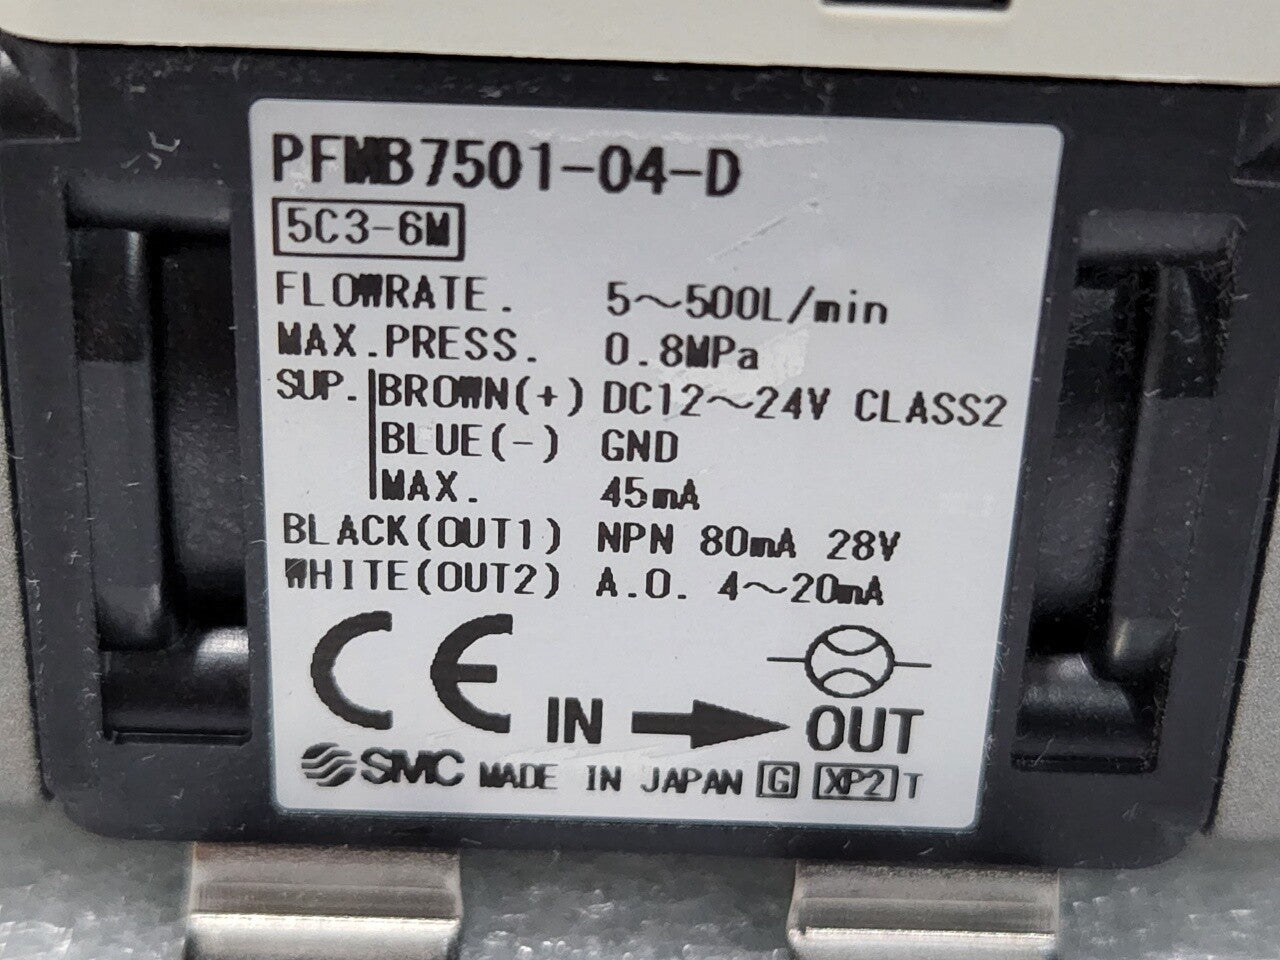 PFMB7501-04-D
5C3-6M
FLOWRATE. 5～500L/min
MAX.PRESS. 0.8MPa
SUP. BROWN(+) DC12～24V CLASS2
BLUE(-) GND
MAX. 45mA
BLACK(OUT1) NPN 80mA 28V
WHITE(OUT2) A.O. 4～20mA
CE IN OUT
SMC MADE IN JAPAN G XP2 T